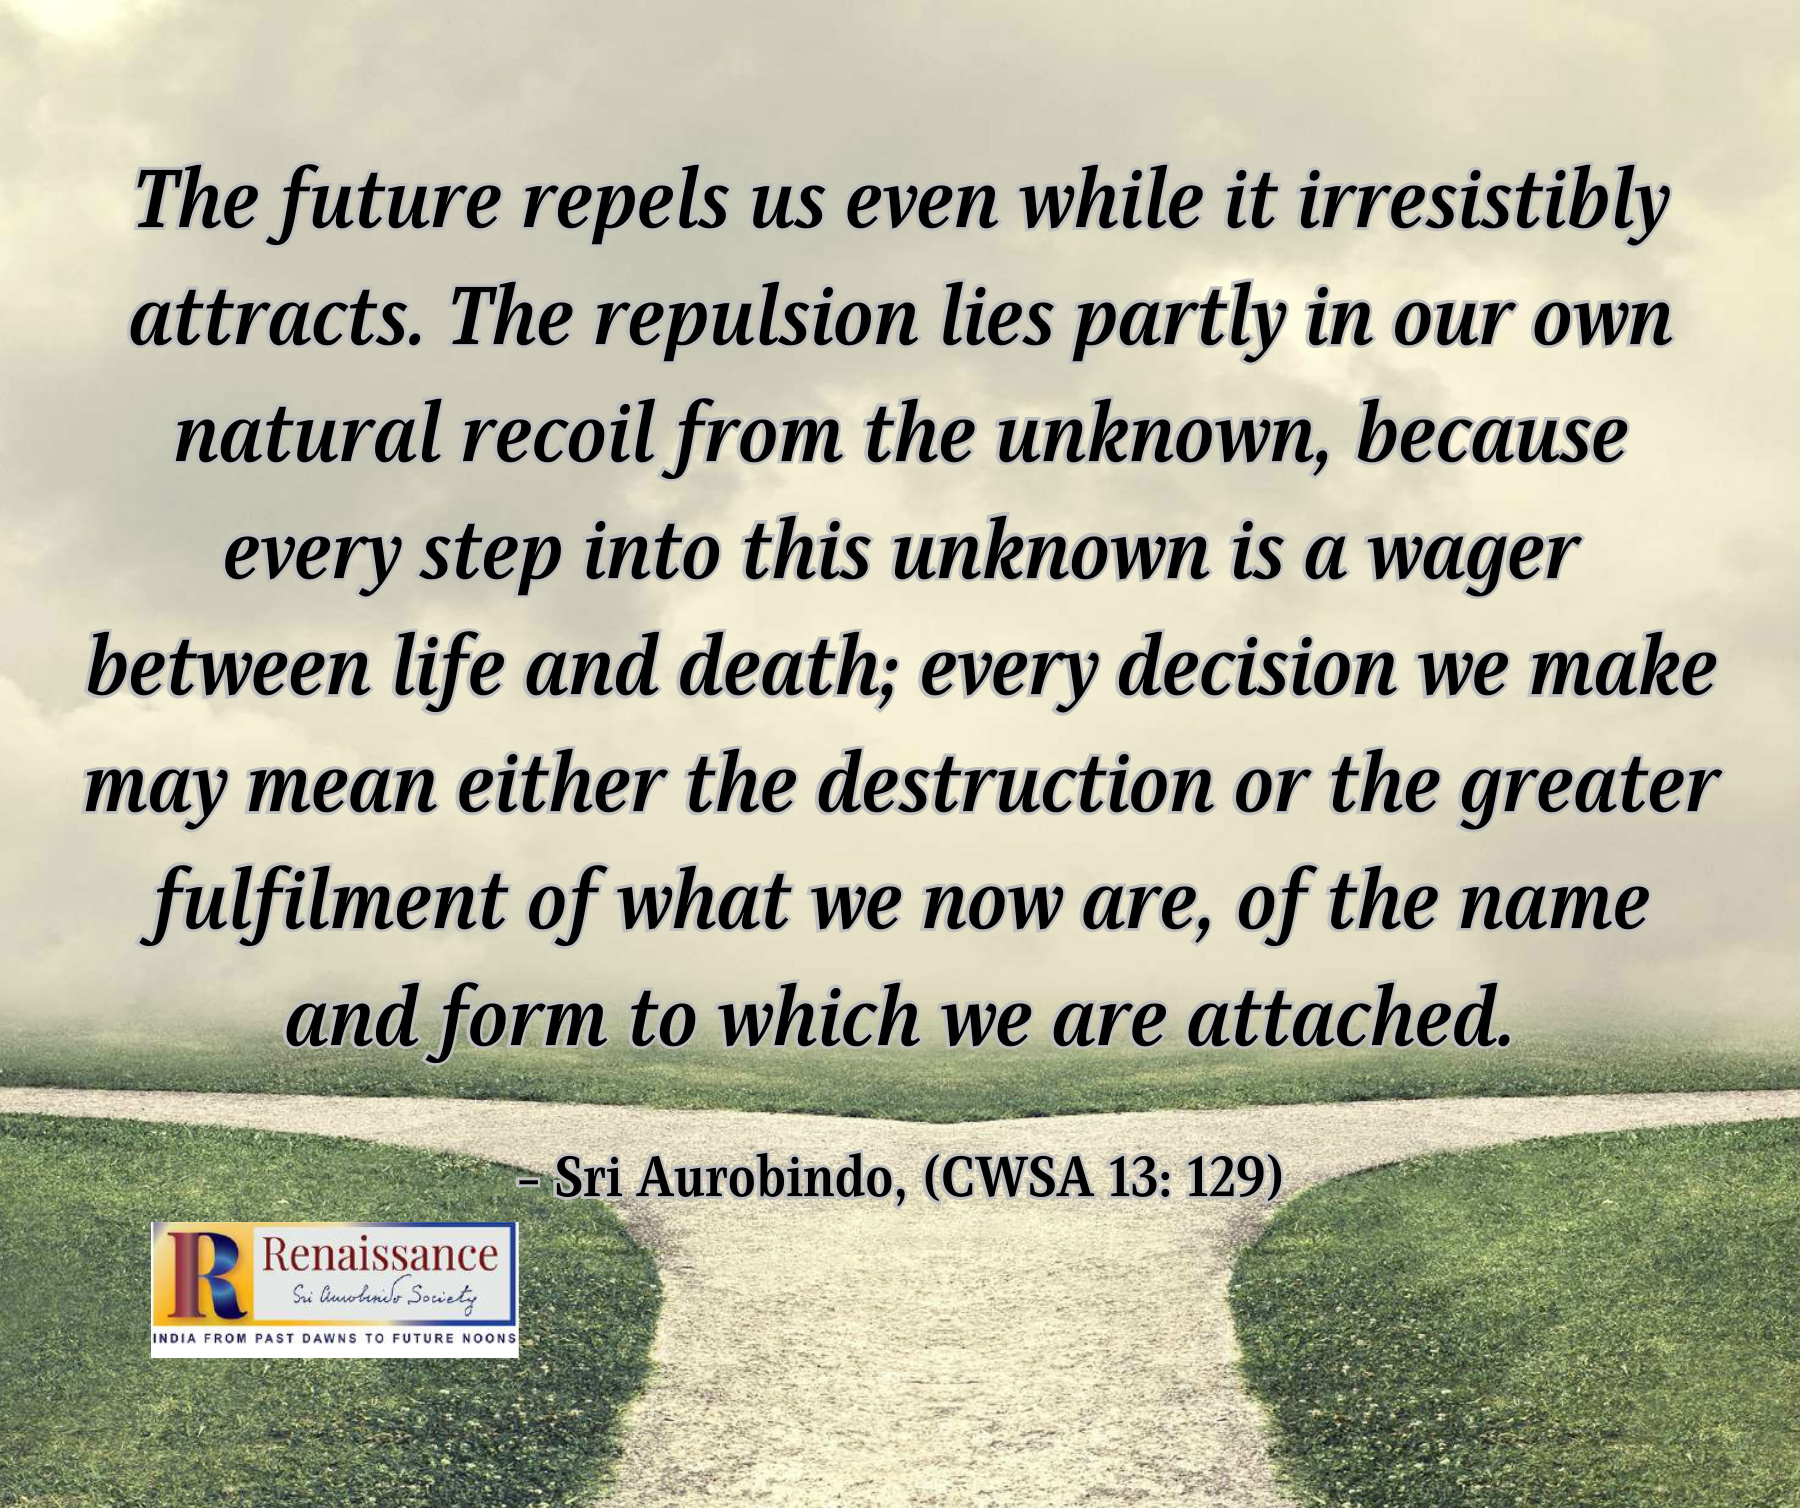 The future repels us even while it irresistibly
attracts. The repulsion lies partly in our own
natural recoil from the unknown, because
every step into this unknown is a wager
between life and death; every decision we make
may mean either the destruction or the greater
fulfilment of what we now are, of the name
and form to which we are attached.
– Sri Aurobindo, (CWSA 13: 129)
R Renaissance
Sri Aurobindo Society
INDIA FROM PAST DAWNS TO FUTURE NOONS